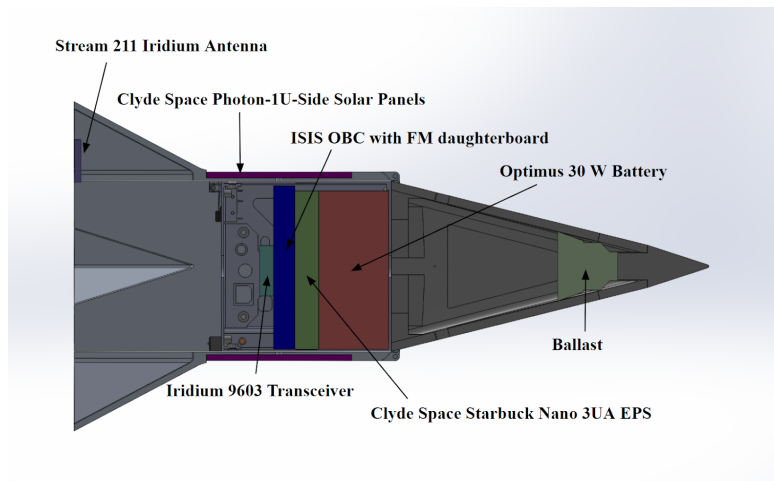 Stream 211 Iridium Antenna
Clyde Space Photon-1U-Side Solar Panels
ISIS OBC with FM daughterboard
Optimus 30 W Battery
Ballast
Iridium 9603 Transceiver
Clyde Space Starbuck Nano 3UA EPS